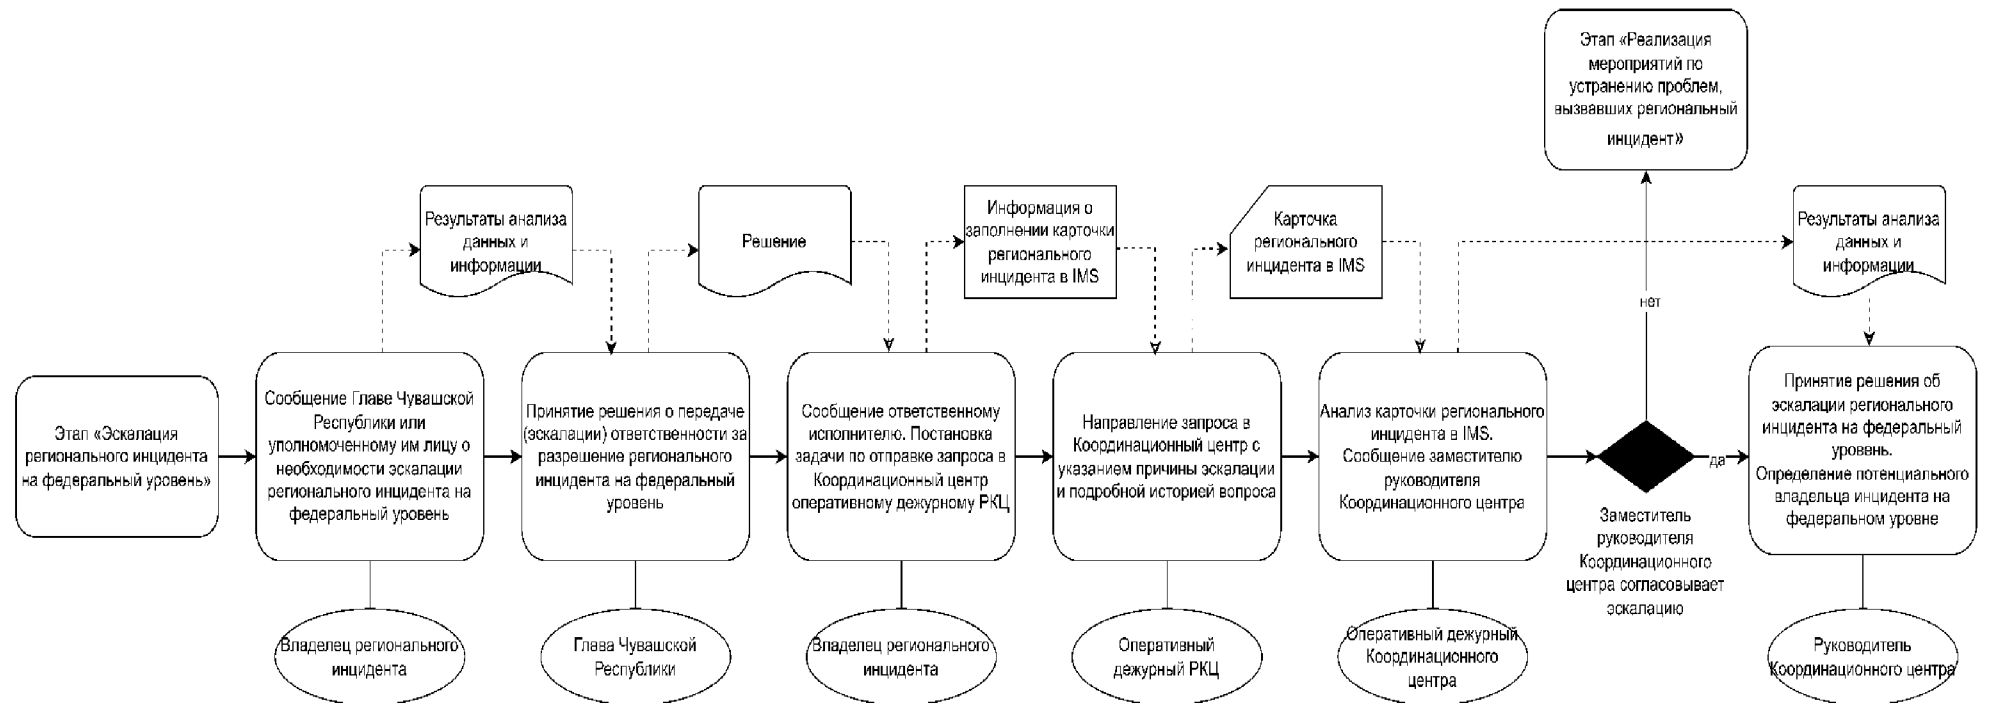 Этап «Реализация
мероприятий по
устранению проблем,
вызвавших региональный
инцидент»
Результаты анализа
данных и
информации
Решение
Информация о
заполнении карточки
регионального
инцидента в IMS
Карточка
регионального
инцидента в IMS
Результаты анализа
данных и
информации
нет
Этап «Эскалация
регионального инцидента
на федеральный уровень»
Сообщение Главе Чувашской
Республики или
уполномоченному им лицу о
необходимости эскалации
регионального инцидента на
федеральный уровень
Принятие решения о передаче
(эскалации) ответственности за
разрешение регионального
инцидента на федеральный
уровень
Сообщение ответственному
исполнителю. Постановка
задачи по отправке запроса в
Координационный центр
оперативному дежурному РКЦ
Направление запроса в
Координационный центр с
указанием причины эскалации
и подробной историей вопроса
Анализ карточки регионального
инцидента в IMS.
Сообщение заместителю
руководителя
Координационного центра
да
Принятие решения об
эскалации регионального
инцидента на федеральный
уровень.
Определение потенциального
владельца инцидента на
федеральном уровне
Заместитель
руководителя
Координационного
центра согласовывает
эскалацию
Владелец регионального
инцидента
Глава Чувашской
Республики
Владелец регионального
инцидента
Оперативный
дежурный РКЦ
Оперативный дежурный
Координационного
центра
Руководитель
Координационного центра